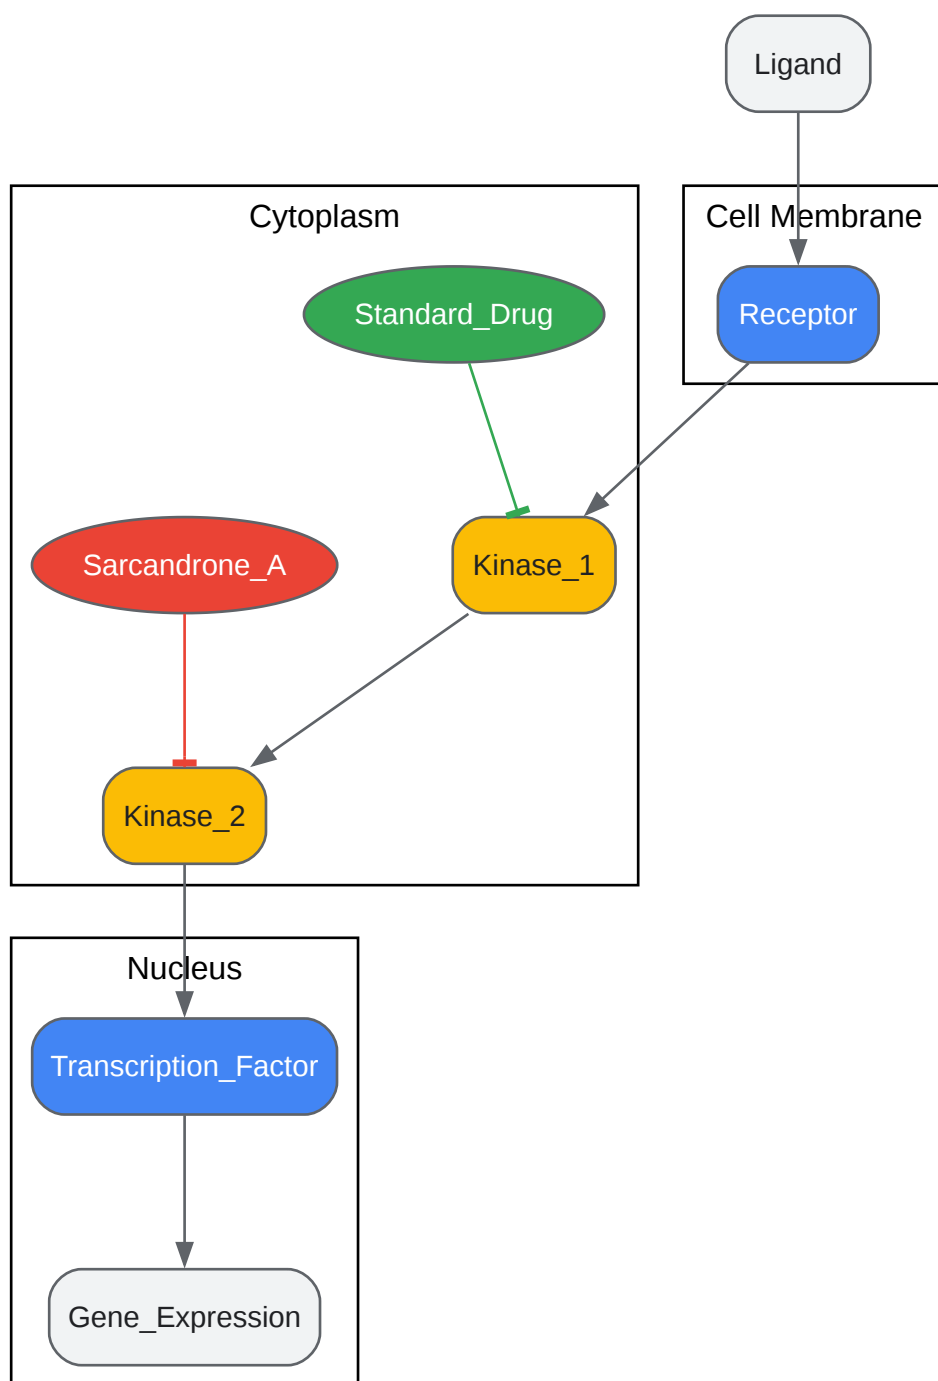 Ligand
Cytoplasm
Cell Membrane
Standard_Drug
Receptor
Sarcandrone_A
Kinase_1
Kinase_2
Nucleus
Transcription_Factor
Gene_Expression